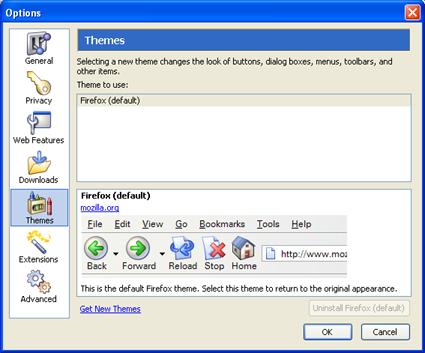 Options
General
Privacy
Web Features
Downloads
Themes
Extensions
Advanced
Themes
Selecting a new theme changes the look of buttons, dialog boxes, menus, toolbars, and
other items.
Theme to use:
Firefox (default)
Firefox (default)
mozilla.org
File Edit View Go Bookmarks Tools Help
Back Forward Reload Stop Home http://www.mo
This is the default Firefox theme. Select this theme to return to the original appearance.
Get New Themes
Uninstall Firefox (default)
OK Cancel